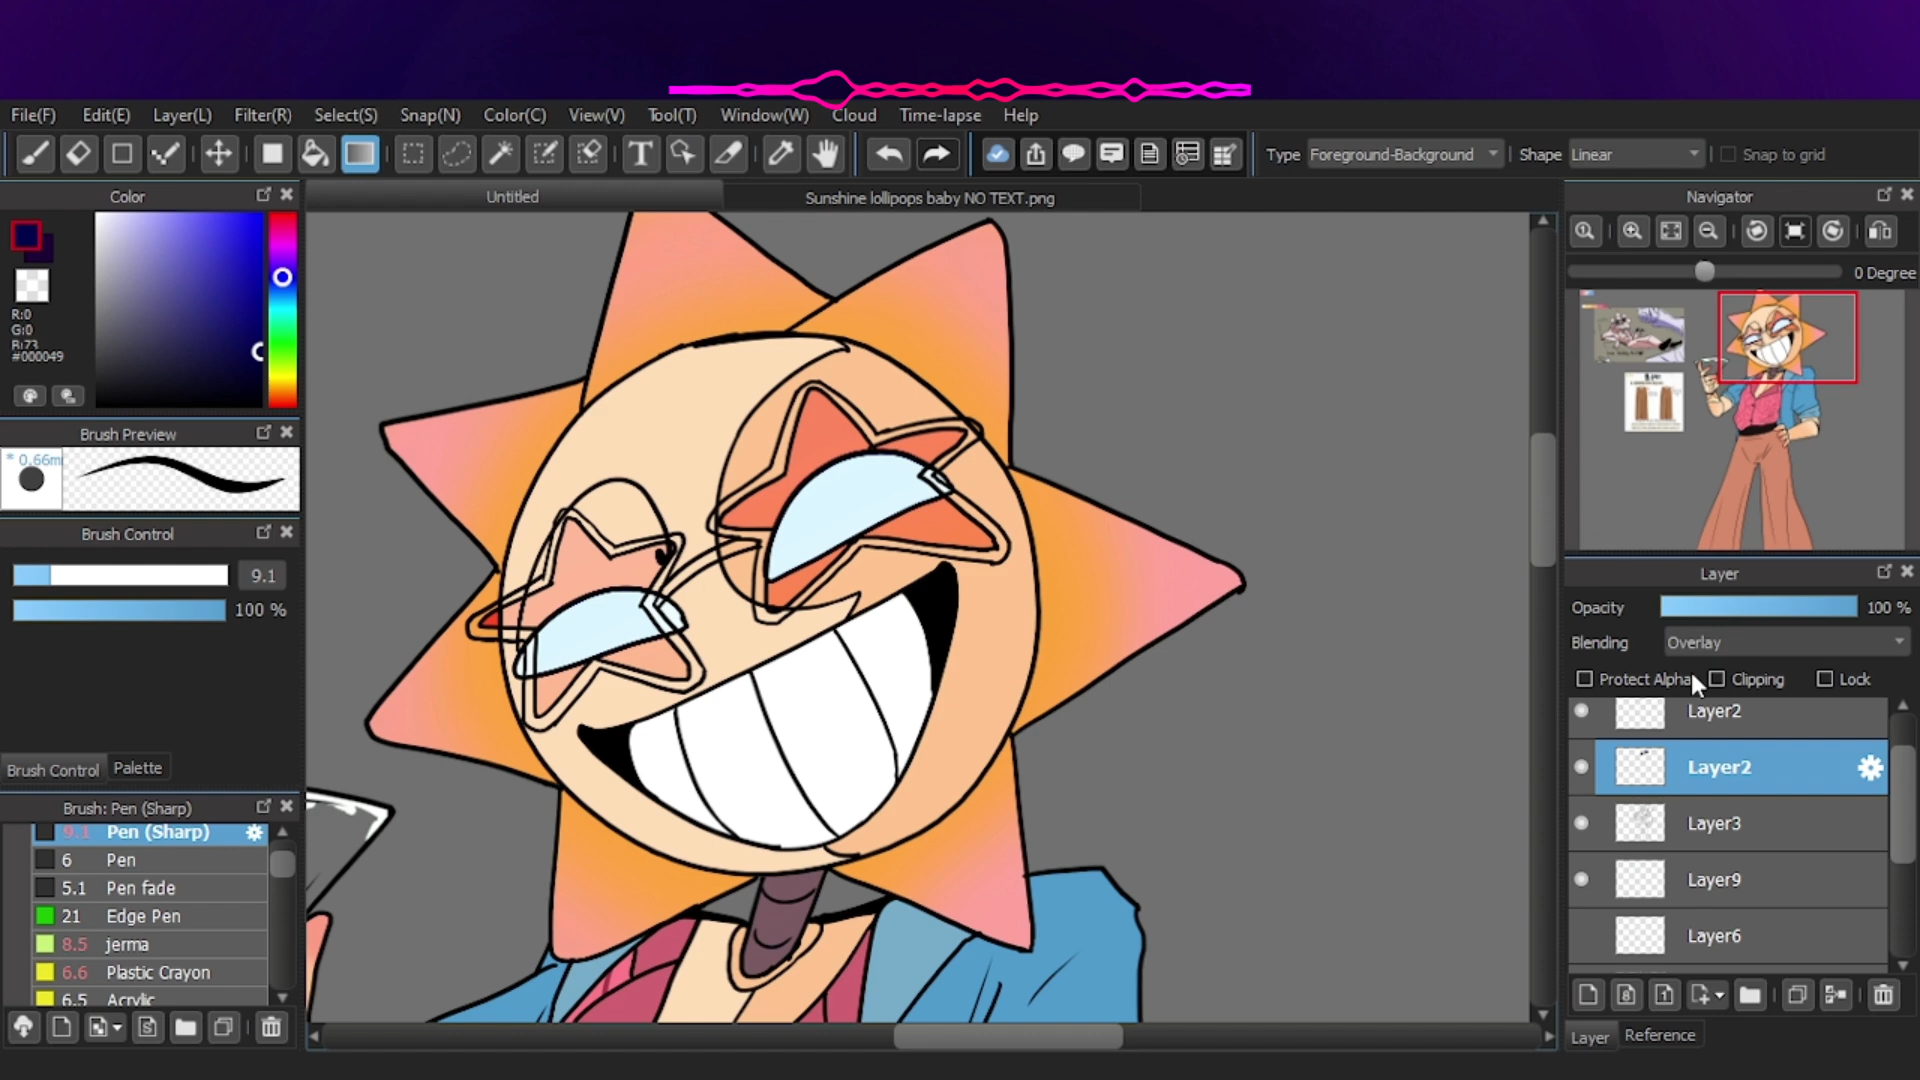 File(F) Edit(E) Layer(L) Filter(R) Select(S) Snap(N) Color(C) View(V) Tool(T) Window(W) Cloud Time-lapse Help
Type Foreground-Background Shape Linear Snap to grid
Color
Untitled
Sunshine lollipops baby NO TEXT.png
Navigator
0 Degree
R:0
G:0
B:73
#000049
Brush Preview
* 0.66m
Brush Control
9.1
100 %
Brush Control Palette
Brush: Pen (Sharp)
9.1 Pen (Sharp)
6 Pen
5.1 Pen fade
21 Edge Pen
8.5 jerma
6.6 Plastic Crayon
6.5 Acrylic
Layer
Opacity 100 %
Blending Overlay
Protect Alpha Clipping Lock
Layer2
Layer2
Layer3
Layer9
Layer6
Layer Reference